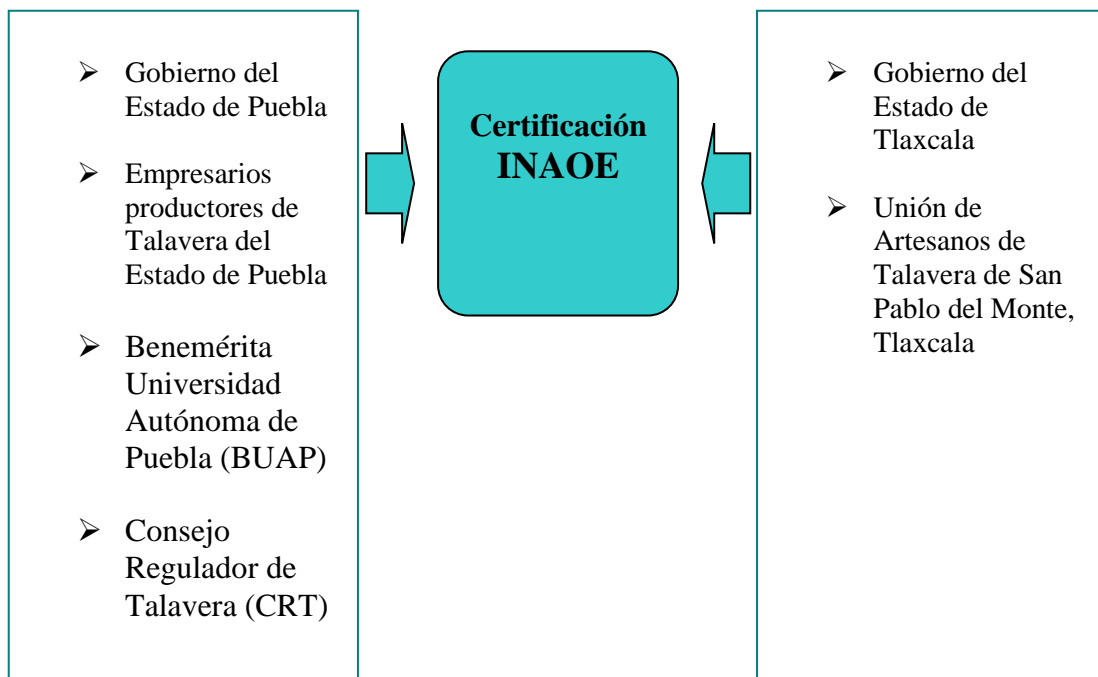 ➢ Gobierno del
Estado de Puebla
➢ Empresarios
productores de
Talavera del
Estado de Puebla
➢ Benemérita
Universidad
Autónoma de
Puebla (BUAP)
➢ Consejo
Regulador de
Talavera (CRT)
Certificación
INAOE
➢ Gobierno del
Estado de
Tlaxcala
➢ Unión de
Artesanos de
Talavera de San
Pablo del Monte,
Tlaxcala